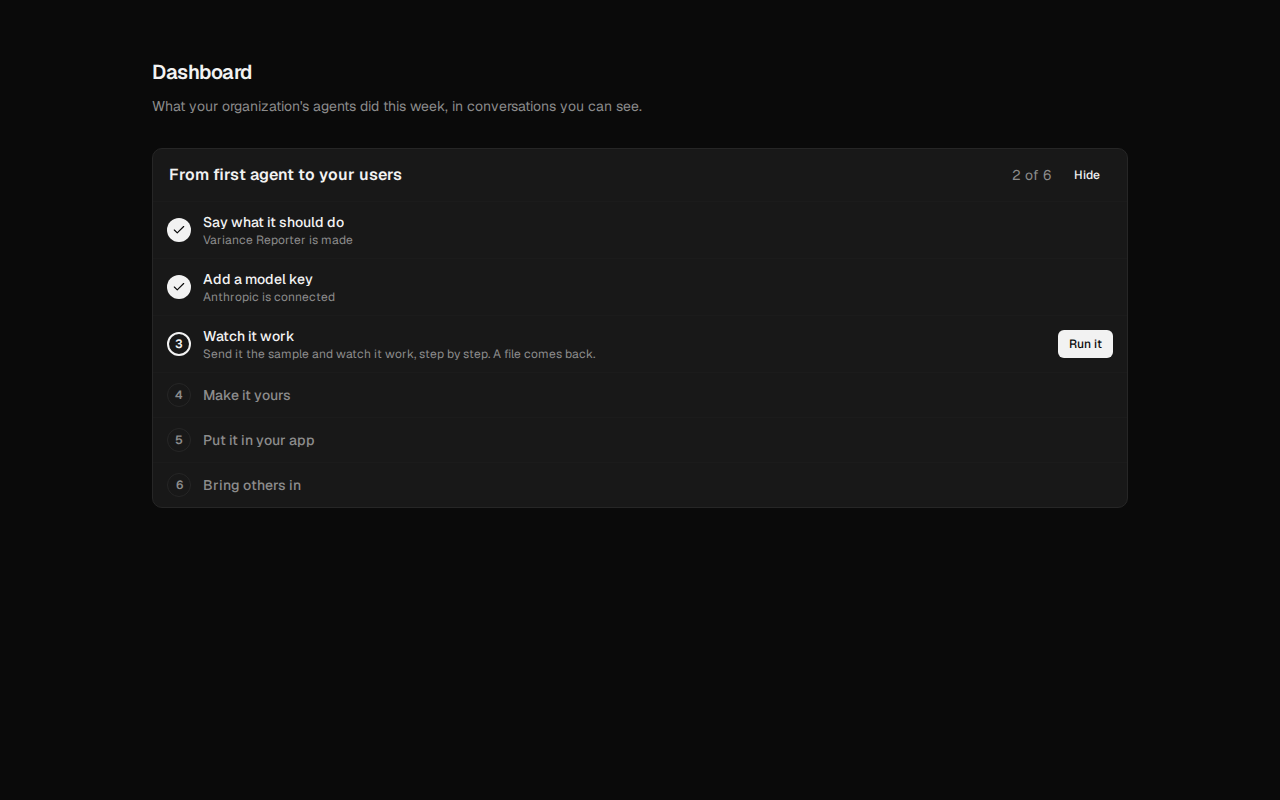 Dashboard
What your organization's agents did this week, in conversations you can see.
From first agent to your users
2 of 6
Hide
Say what it should do
Variance Reporter is made
Add a model key
Anthropic is connected
3
Watch it work
Send it the sample and watch it work, step by step. A file comes back.
Run it
4
Make it yours
5
Put it in your app
6
Bring others in